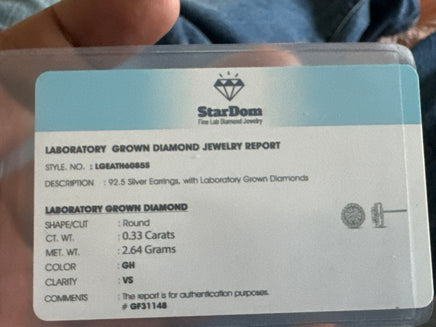 StarDom
Fine Lab Diamond Jewelry
LABORATORY GROWN DIAMOND JEWELRY REPORT
STYLE. NO. : LGEATH6085S
DESCRIPTION : 92.5 Silver Earrings, with Laboratory Grown Diamonds
LABORATORY GROWN DIAMOND
SHAPE/CUT : Round
CT. WT. : 0.33 Carats
MET. WT. : 2.64 Grams
COLOR : GH
CLARITY : VS
COMMENTS : The report is for authentication purposes.
# GF31148